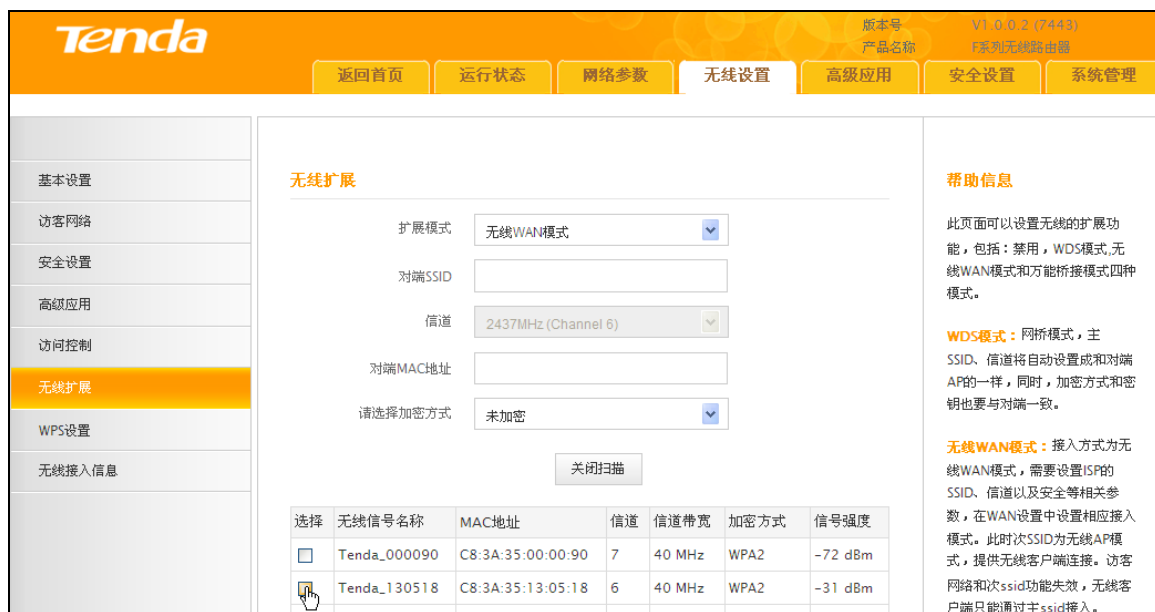 Tenda
版本号 V1.0.0.2 (7443)
产品名称 F系列无线路由器
返回首页 运行状态 网络参数 无线设置 高级应用 安全设置 系统管理
基本设置
访客网络
安全设置
高级应用
访问控制
无线扩展
WPS设置
无线接入信息
无线扩展
扩展模式 无线WAN模式
对端SSID
信道 2437MHz (Channel 6)
对端MAC地址
请选择加密方式 未加密
关闭扫描
选择 无线信号名称 MAC地址 信道 信道带宽 加密方式 信号强度
Tenda_000090 C8:3A:35:00:00:90 7 40 MHz WPA2 -72 dBm
Tenda_130518 C8:3A:35:13:05:18 6 40 MHz WPA2 -31 dBm
帮助信息
此页面可以设置无线的扩展功
能，包括：禁用，WDS模式,无
线WAN模式和万能桥接模式四种
模式。
WDS模式：网桥模式，主
SSID、信道将自动设置成和对端
AP的一样，同时，加密方式和密
钥也要与对端一致。
无线WAN模式：接入方式为无
线WAN模式，需要设置ISP的
SSID、信道以及安全等相关参
数，在WAN设置中设置相应接入
模式。此时次SSID为无线AP模
式，提供无线客户端连接。访客
网络和次ssid功能失效，无线客
户端只能通过主ssid接入。